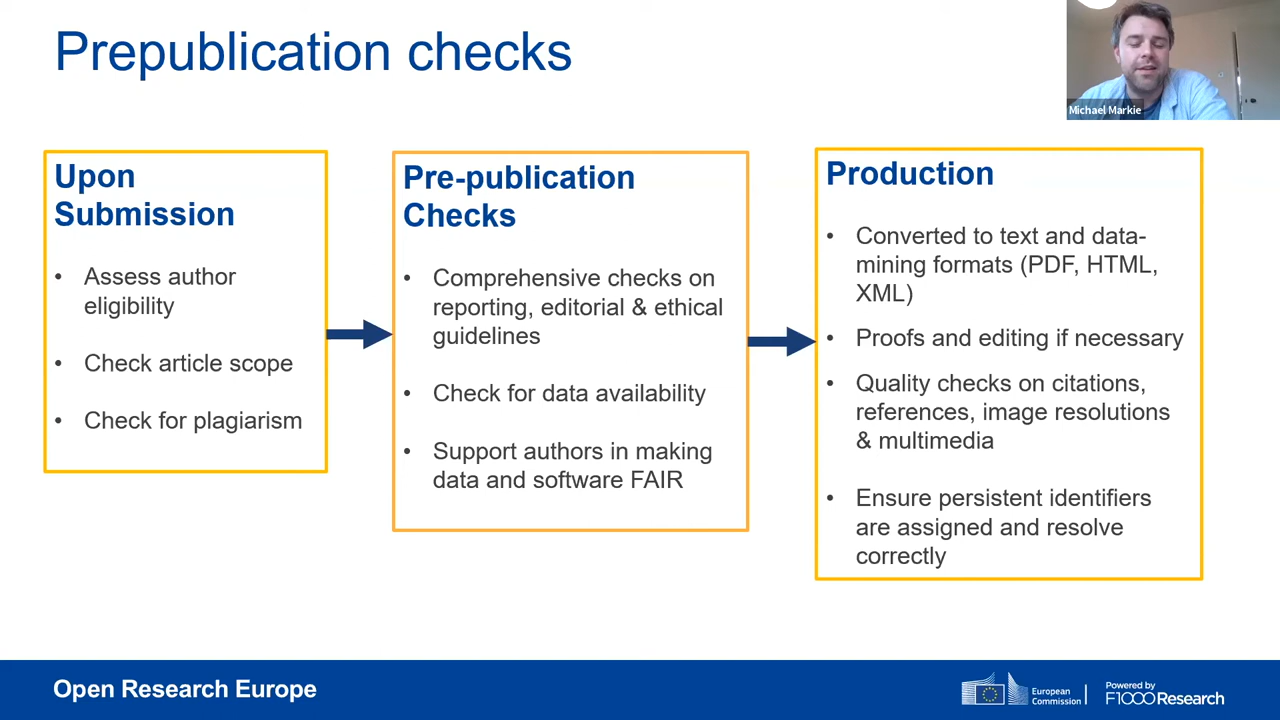 Prepublication checks
Michael Markie
Upon
Submission
• Assess author
eligibility
• Check article scope
• Check for plagiarism
Pre-publication
Checks
• Comprehensive checks on
reporting, editorial & ethical
guidelines
• Check for data availability
• Support authors in making
data and software FAIR
Production
• Converted to text and data-
mining formats (PDF, HTML,
XML)
• Proofs and editing if necessary
• Quality checks on citations,
references, image resolutions
& multimedia
• Ensure persistent identifiers
are assigned and resolve
correctly
Open Research Europe
European
Commission
Powered by
F1000Research